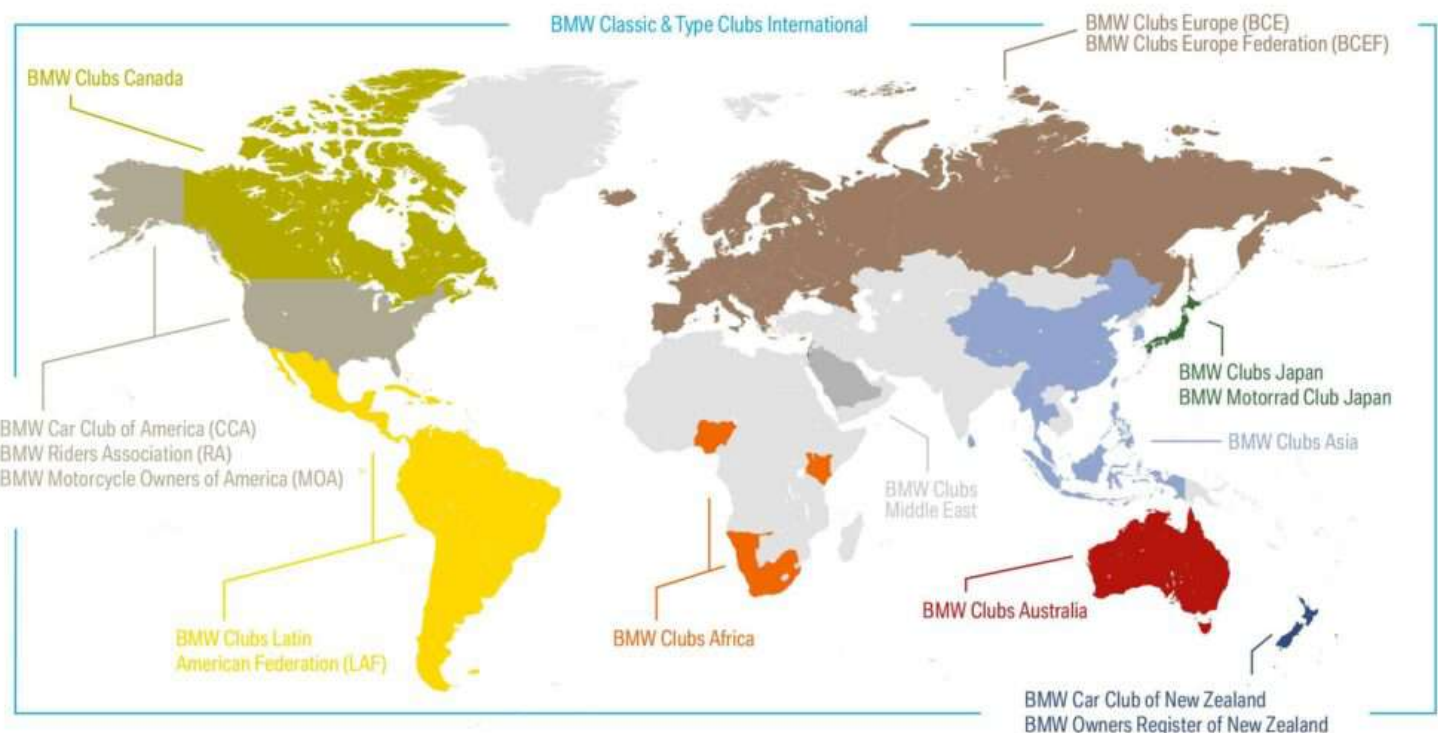 BMW Classic & Type Clubs International
BMW Clubs Europe (BCE)
BMW Clubs Europe Federation (BCEF)
BMW Clubs Canada
BMW Clubs Japan
BMW Motorrad Club Japan
BMW Car Club of America (CCA)
BMW Riders Association (RA)
BMW Motorcycle Owners of America (MOA)
BMW Clubs Asia
BMW Clubs
Middle East
BMW Clubs Australia
BMW Clubs Latin
American Federation (LAF)
BMW Clubs Africa
BMW Car Club of New Zealand
BMW Owners Register of New Zealand